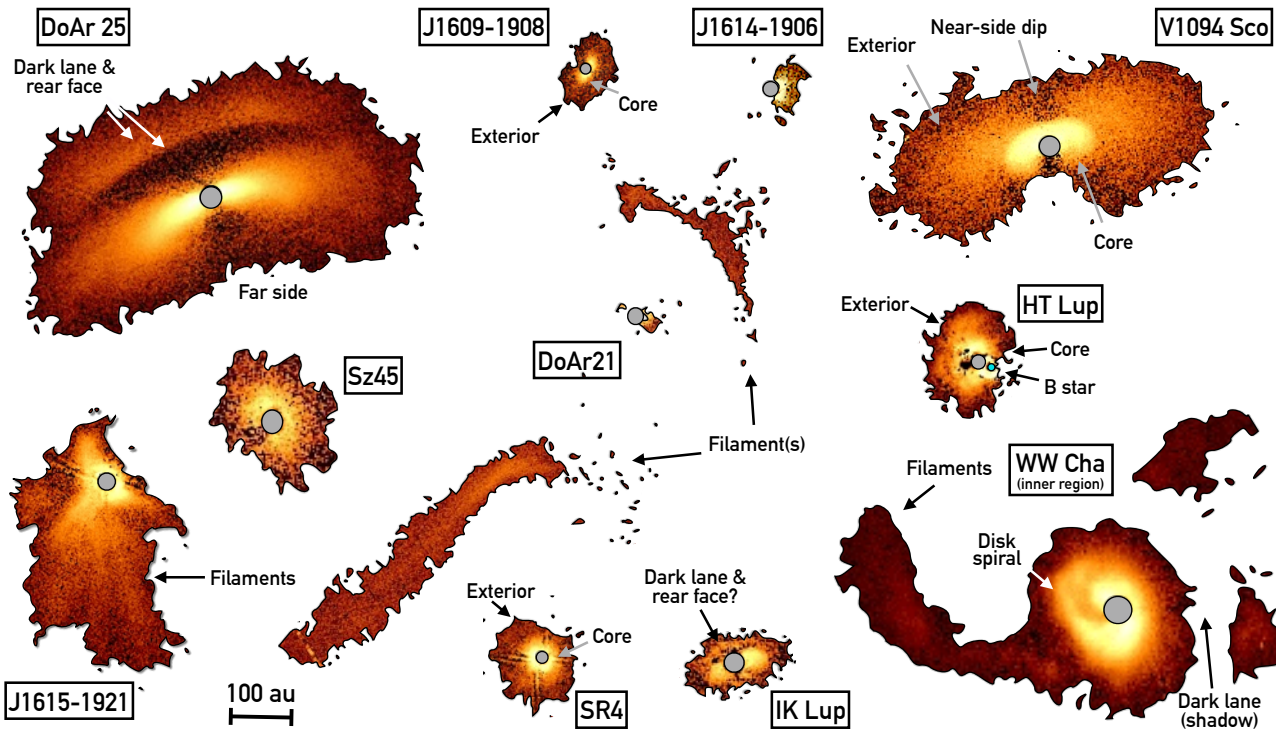 DoAr 25
J1609-1908
J1614-1906
V1094 Sco
Dark lane &
rear face
Core
Exterior
Exterior
Near-side dip
Core
Far side
Sz45
DoAr21
Filament(s)
HT Lup
Exterior
Core
B star
Filaments
WW Cha
(inner region)
Disk
spiral
Dark lane
(shadow)
Filaments
J1615-1921
100 au
Exterior
Core
SR4
Dark lane &
rear face?
IK Lup